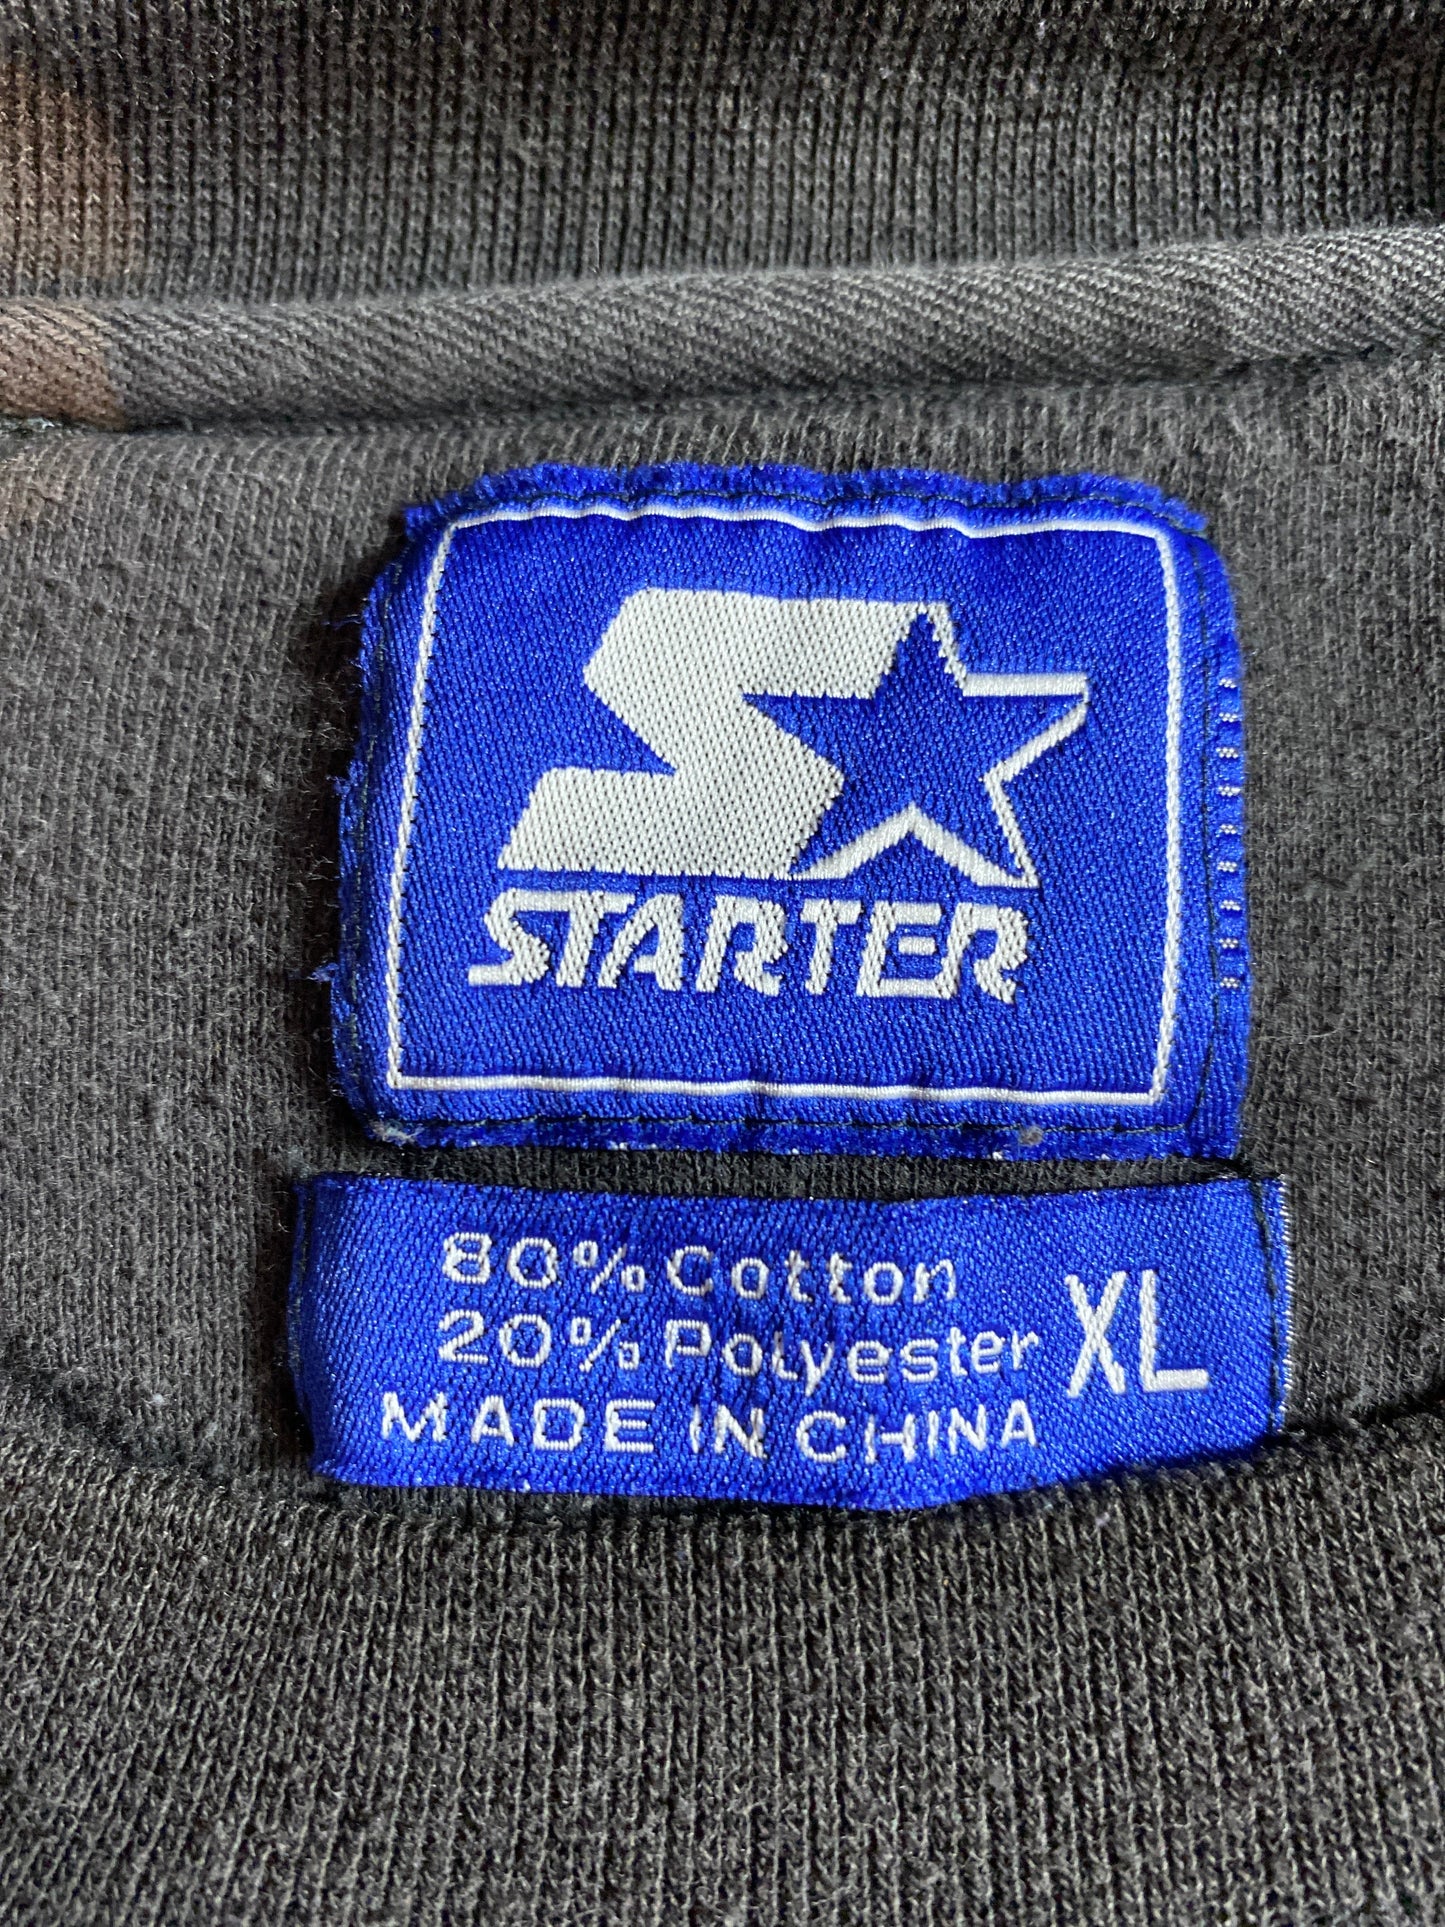 STARTER
80% Cotton
20% Polyester XL
MADE IN CHINA